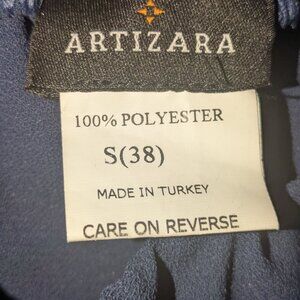 ARTIZARA
100% POLYESTER
S(38)
MADE IN TURKEY
CARE ON REVERSE